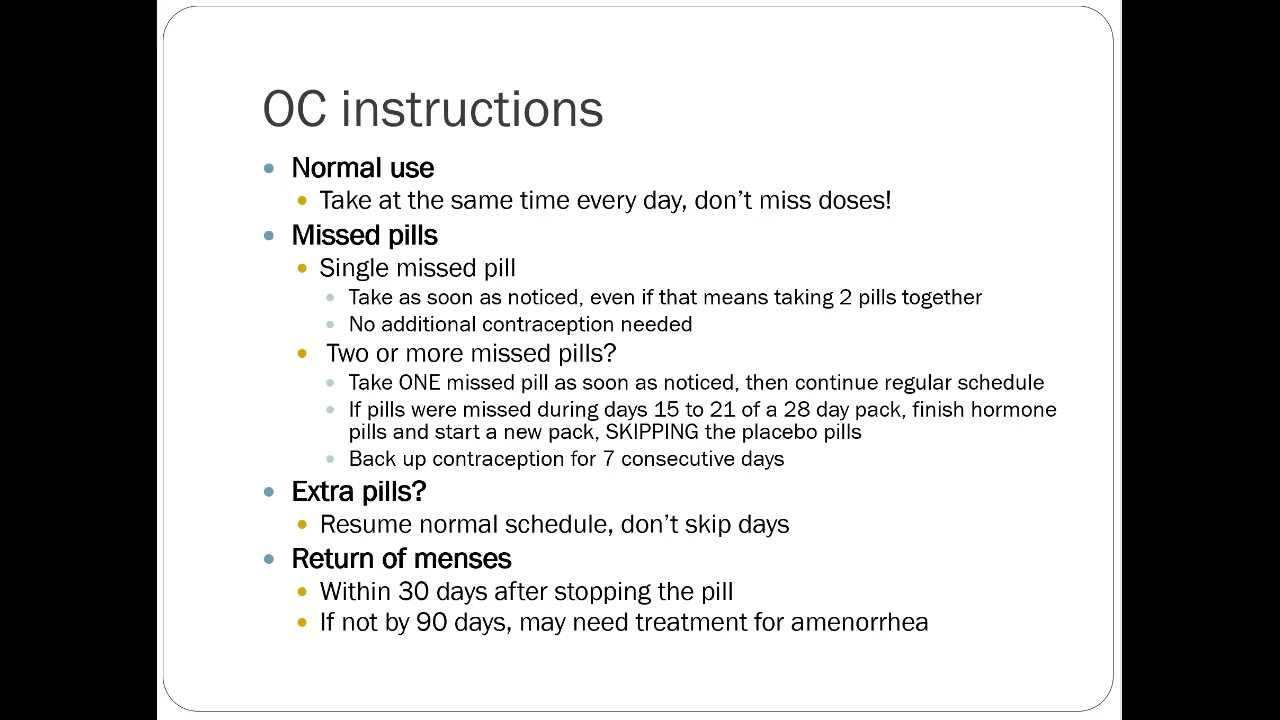 OC instructions
Normal use
Take at the same time every day, don't miss doses!
Missed pills
Single missed pill
Take as soon as noticed, even if that means taking 2 pills together
No additional contraception needed
Two or more missed pills?
Take ONE missed pill as soon as noticed, then continue regular schedule
If pills were missed during days 15 to 21 of a 28 day pack, finish hormone
pills and start a new pack, SKIPPING the placebo pills
Back up contraception for 7 consecutive days
Extra pills?
Resume normal schedule, don't skip days
Return of menses
Within 30 days after stopping the pill
If not by 90 days, may need treatment for amenorrhea